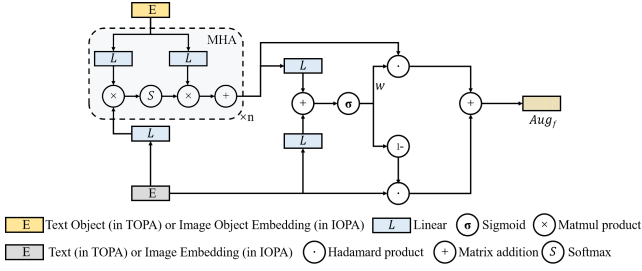 E
MHA
L
L
×
S
×
+
×n
L
L
·
w
+
σ
+
Aug_f
1-
L
E
·
E Text Object (in TOPA) or Image Object Embedding (in IOPA) L Linear σ Sigmoid × Matmul product
E Text (in TOPA) or Image Embedding (in IOPA) · Hadamard product + Matrix addition S Softmax